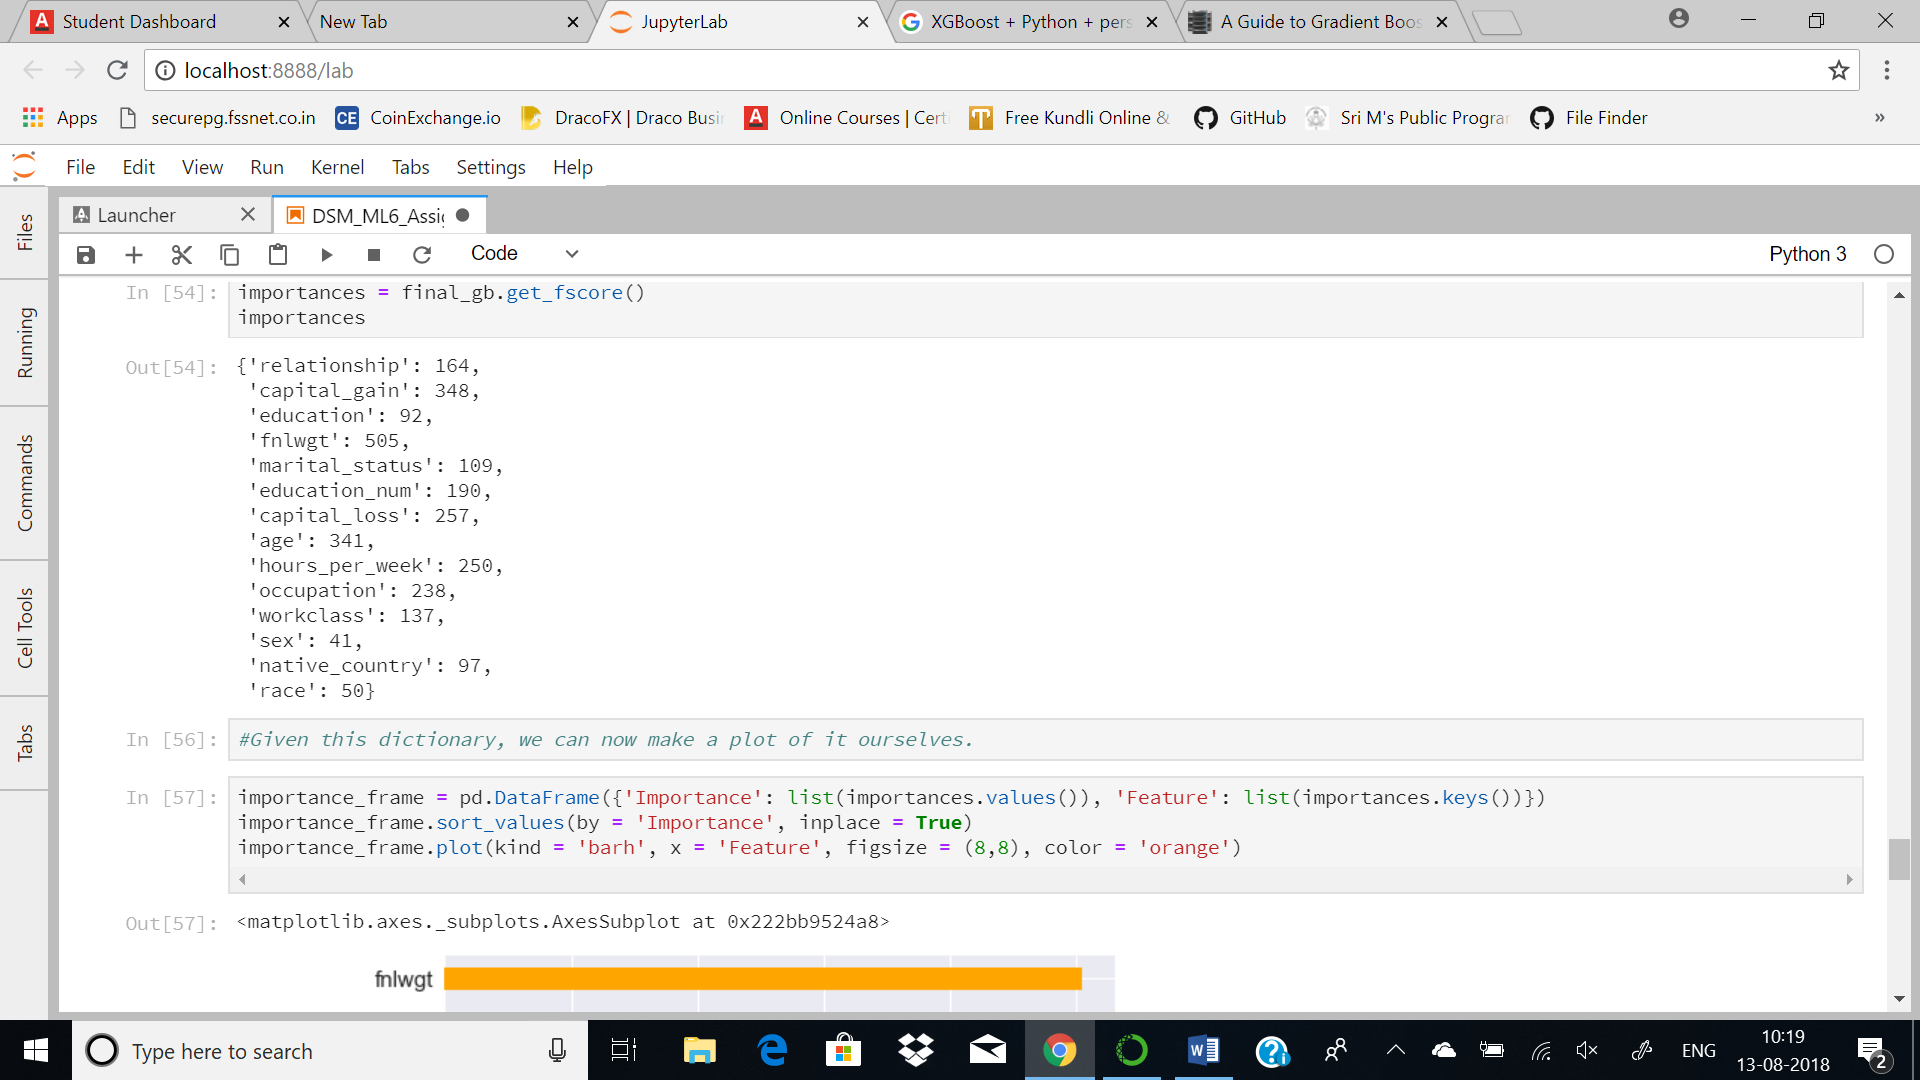 Student Dashboard
New Tab
JupyterLab
XGBoost + Python + pers
A Guide to Gradient Boos
localhost:8888/lab
Apps
securepg.fssnet.co.in
CE
CoinExchange.io
DracoFX | Draco Busi
Online Courses | Certi
Free Kundli Online &
GitHub
Sri M's Public Program
File Finder
»
File
Edit
View
Run
Kernel
Tabs
Settings
Help
Files
Running
Commands
Cell Tools
Tabs
Launcher
DSM_ML6_Assi
Code
Python 3
In [54]:
importances = final_gb.get_fscore()
importances
Out[54]:
{'relationship': 164,
'capital_gain': 348,
'education': 92,
'fnlwgt': 505,
'marital_status': 109,
'education_num': 190,
'capital_loss': 257,
'age': 341,
'hours_per_week': 250,
'occupation': 238,
'workclass': 137,
'sex': 41,
'native_country': 97,
'race': 50}
In [56]:
#Given this dictionary, we can now make a plot of it ourselves.
In [57]:
importance_frame = pd.DataFrame({'Importance': list(importances.values()), 'Feature': list(importances.keys())})
importance_frame.sort_values(by = 'Importance', inplace = True)
importance_frame.plot(kind = 'barh', x = 'Feature', figsize = (8,8), color = 'orange')
Out[57]:
<matplotlib.axes._subplots.AxesSubplot at 0x222bb9524a8>
fnlwgt
Type here to search
ENG
10:19
13-08-2018
2